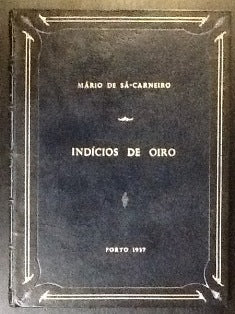 MÁRIO DE SÁ-CARNEIRO
INDÍCIOS DE OIRO
PORTO 1937